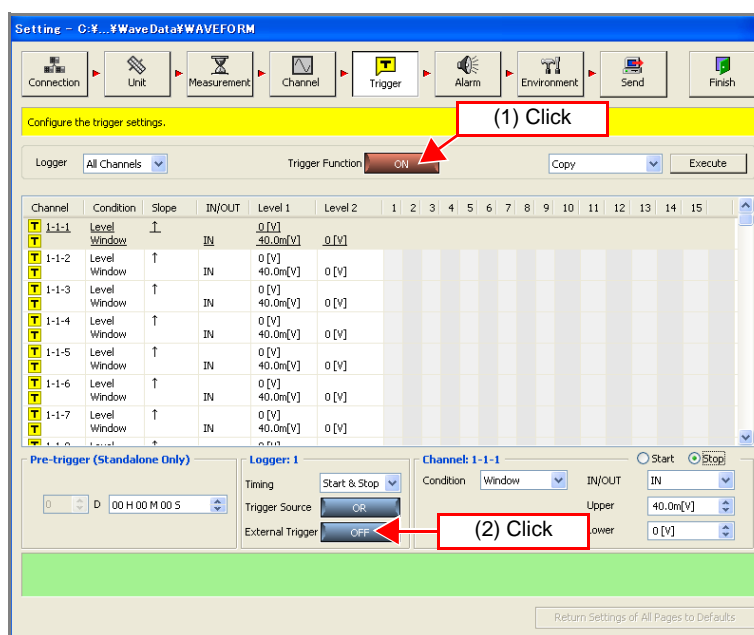 Setting - C:¥...¥WaveData¥WAVEFORM
Connection Unit Measurement Channel Trigger Alarm Environment Send Finish
Configure the trigger settings.
(1) Click
Logger All Channels Trigger Function ON Copy Execute
Channel Condition Slope IN/OUT Level 1 Level 2 1 2 3 4 5 6 7 8 9 10 11 12 13 14 15
T 1-1-1 Level ↑ 0 [V]
T Window IN 40.0m[V] 0 [V]
T 1-1-2 Level ↑ 0 [V]
T Window IN 40.0m[V] 0 [V]
T 1-1-3 Level ↑ 0 [V]
T Window IN 40.0m[V] 0 [V]
T 1-1-4 Level ↑ 0 [V]
T Window IN 40.0m[V] 0 [V]
T 1-1-5 Level ↑ 0 [V]
T Window IN 40.0m[V] 0 [V]
T 1-1-6 Level ↑ 0 [V]
T Window IN 40.0m[V] 0 [V]
T 1-1-7 Level ↑ 0 [V]
T Window IN 40.0m[V] 0 [V]
Pre-trigger (Standalone Only) Logger: 1 Channel: 1-1-1 Start Stop
Timing Start & Stop Condition Window IN/OUT IN
0 D 00 H 00 M 00 S Trigger Source OR Upper 40.0m[V]
External Trigger OFF (2) Click Lower 0 [V]
Return Settings of All Pages to Defaults